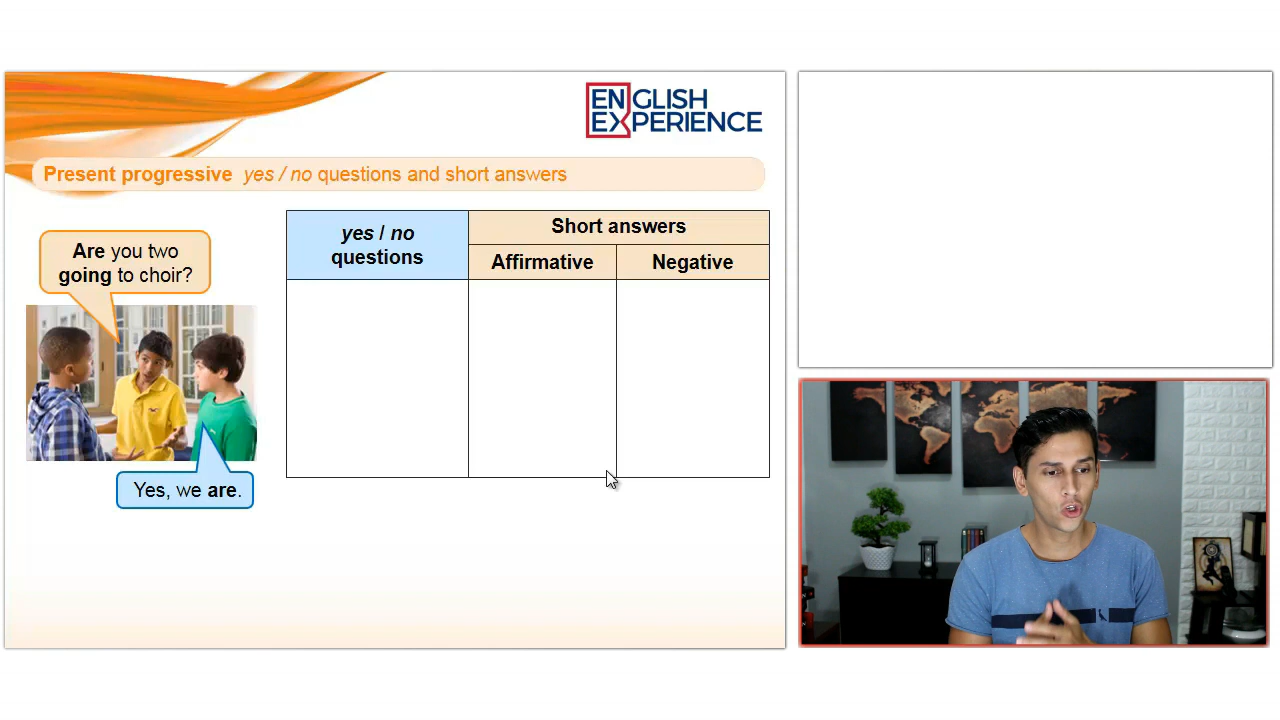 ENGLISH
EXPERIENCE
Present progressive yes / no questions and short answers
Are you two
going to choir?
Yes, we are.
yes / no
questions
Short answers
Affirmative
Negative